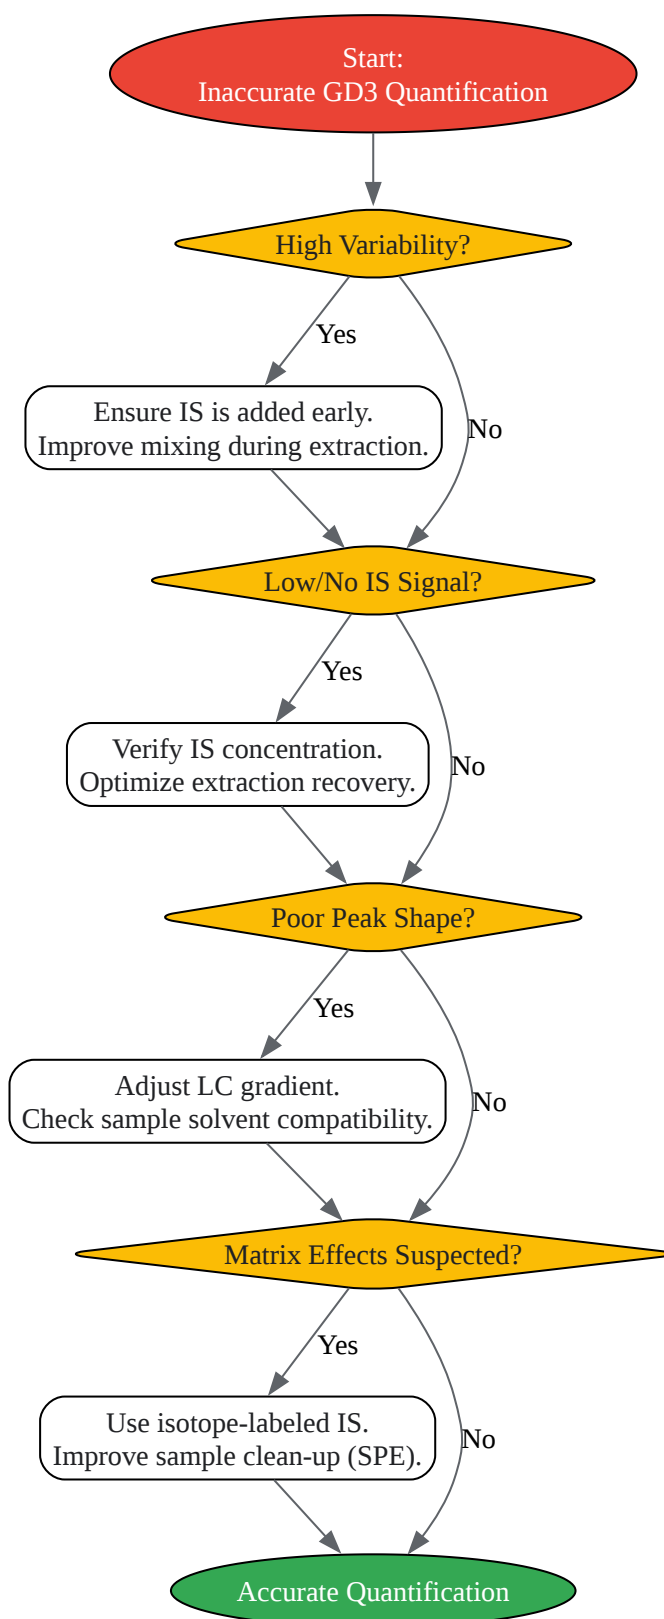 Start:
Inaccurate GD3 Quantification
High Variability?
Yes
Ensure IS is added early.
Improve mixing during extraction.
No
Low/No IS Signal?
Yes
Verify IS concentration.
Optimize extraction recovery.
No
Poor Peak Shape?
Yes
Adjust LC gradient.
Check sample solvent compatibility.
No
Matrix Effects Suspected?
Yes
Use isotope-labeled IS.
Improve sample clean-up (SPE).
No
Accurate Quantification